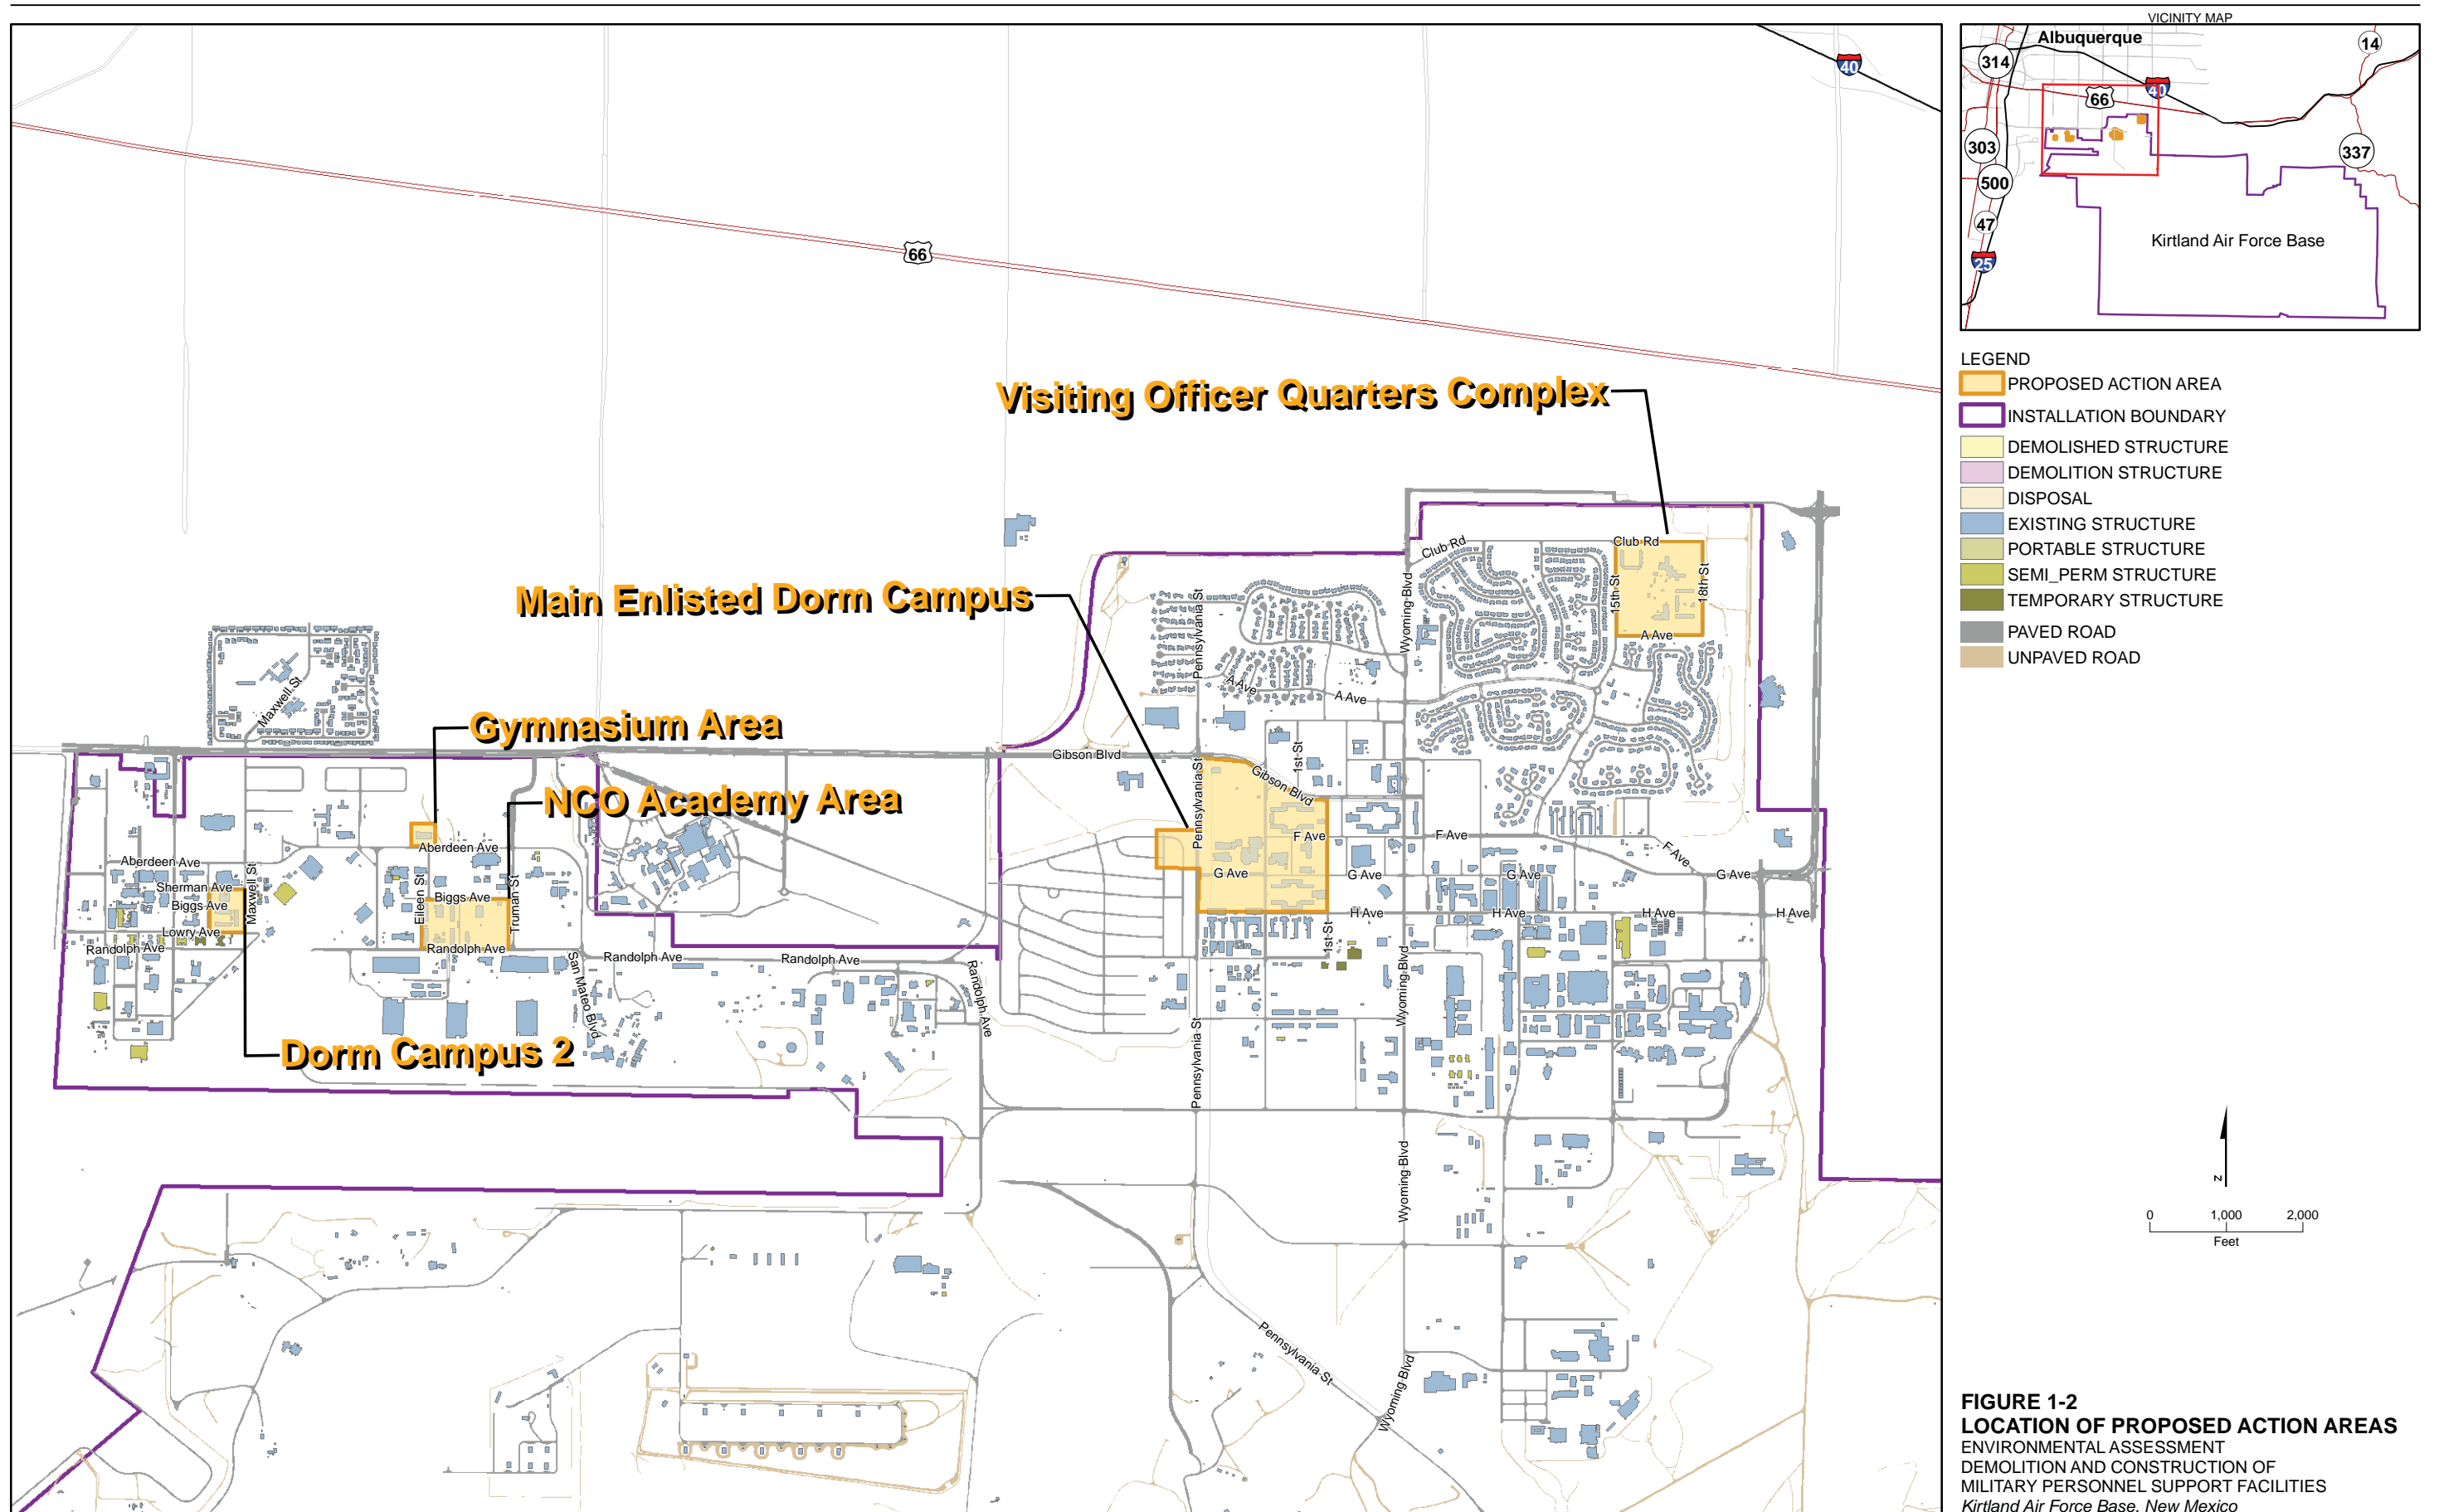 VICINITY MAP
Albuquerque
14
314
40
66
303
337
500
47
Kirtland Air Force Base
25
40
66
LEGEND
PROPOSED ACTION AREA
INSTALLATION BOUNDARY
DEMOLISHED STRUCTURE
DEMOLITION STRUCTURE
DISPOSAL
EXISTING STRUCTURE
PORTABLE STRUCTURE
SEMI_PERM STRUCTURE
TEMPORARY STRUCTURE
PAVED ROAD
UNPAVED ROAD
Visiting Officer Quarters Complex
Main Enlisted Dorm Campus
Gymnasium Area
NCO Academy Area
Dorm Campus 2
Club Rd
Club Rd
15th St
18th St
A Ave
Wyoming Blvd
Pennsylvania St
A Ave
A Ave
Maxwell St
Gibson Blvd
Pennsylvania St
Gibson Blvd
1st St
F Ave
F Ave
F Ave
G Ave
G Ave
G Ave
G Ave
H Ave
H Ave
H Ave
H Ave
1st St
Aberdeen Ave
Aberdeen Ave
Sherman Ave
Maxwell St
Biggs Ave
Lowry Ave
Randolph Ave
Eileen St
Biggs Ave
Truman St
Randolph Ave
San Mateo Blvd
Randolph Ave
Randolph Ave
Randolph Ave
Wyoming Blvd
Pennsylvania St
Wyoming Blvd
Pennsylvania St
Wyoming Blvd
N
0 1,000 2,000
Feet
FIGURE 1-2
LOCATION OF PROPOSED ACTION AREAS
ENVIRONMENTAL ASSESSMENT
DEMOLITION AND CONSTRUCTION OF
MILITARY PERSONNEL SUPPORT FACILITIES
Kirtland Air Force Base, New Mexico